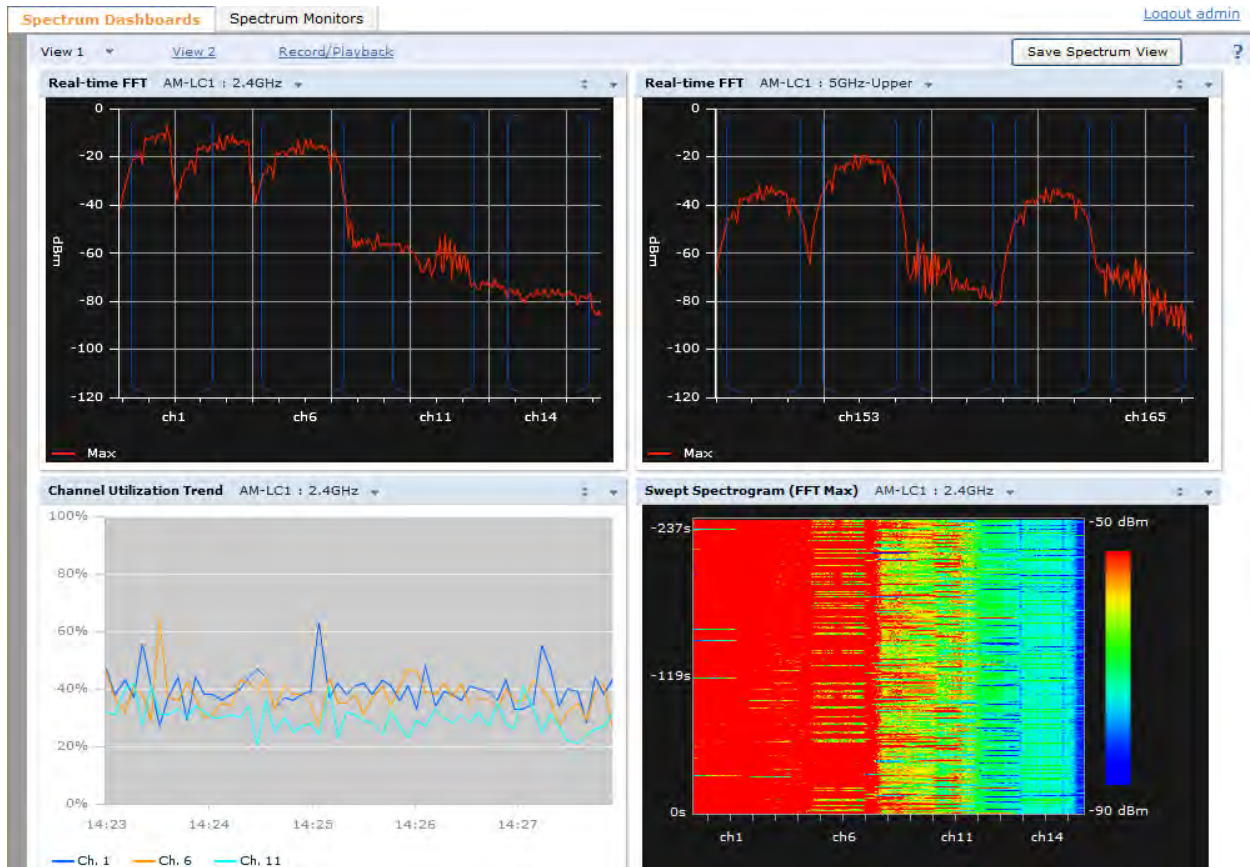 Spectrum Dashboards
Spectrum Monitors
Logout admin
View 1
View 2
Record/Playback
Save Spectrum View
?
Real-time FFT AM-LC1 : 2.4GHz
0
-20
-40
-60
-80
-100
-120
dBm
ch1 ch6 ch11 ch14
Max
Real-time FFT AM-LC1 : 5GHz-Upper
0
-20
-40
-60
-80
-100
-120
dBm
ch153 ch165
Max
Channel Utilization Trend AM-LC1 : 2.4GHz
100%
80%
60%
40%
20%
0%
14:23 14:24 14:25 14:26 14:27
Ch. 1 Ch. 6 Ch. 11
Swept Spectrogram (FFT Max) AM-LC1 : 2.4GHz
-237s
-119s
0s
ch1 ch6 ch11 ch14
-50 dBm
-90 dBm